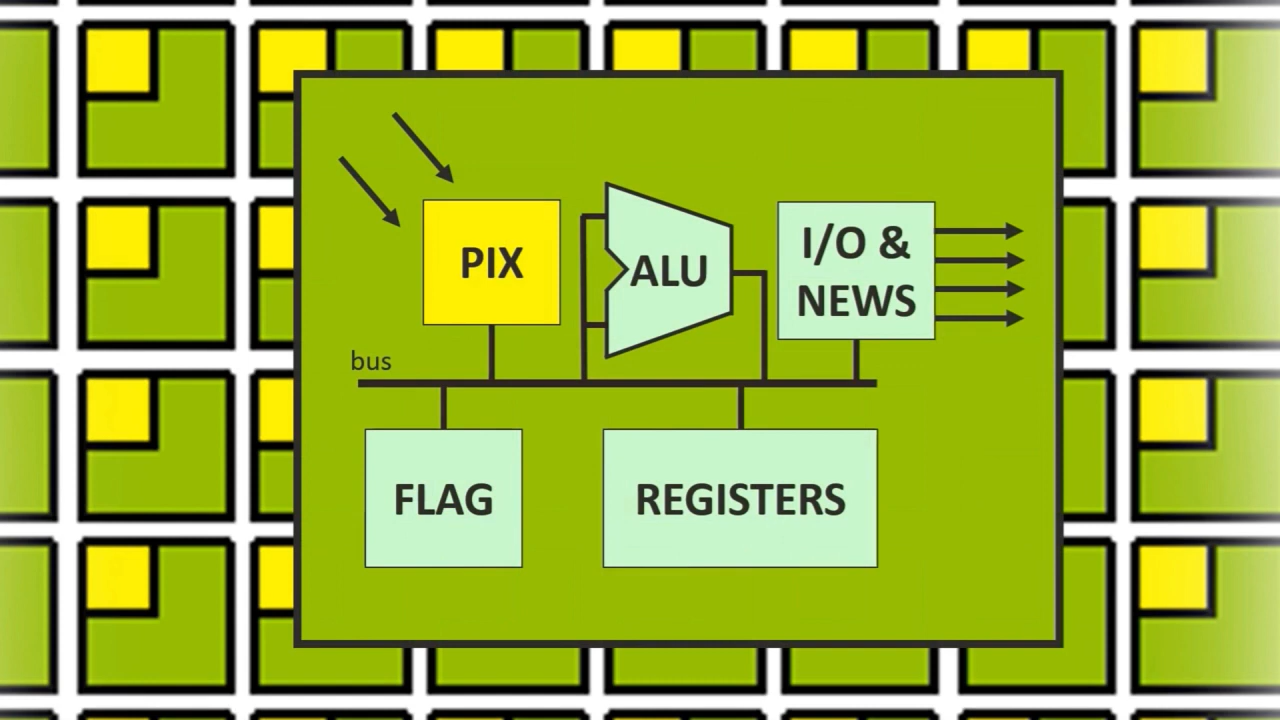 PIX
ALU
I/O &
NEWS
bus
FLAG
REGISTERS